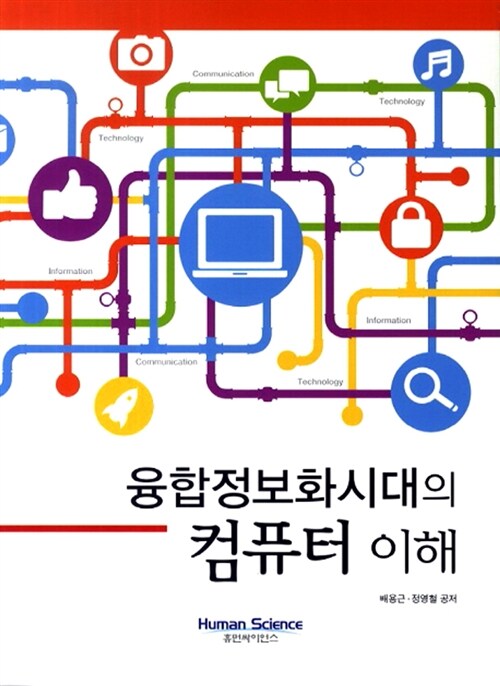 Communication
Technology
Technology
Information
Information
Communication
Technology
융합정보화시대의
컴퓨터 이해
배용근 · 정영철 공저
Human Science
휴먼싸이언스